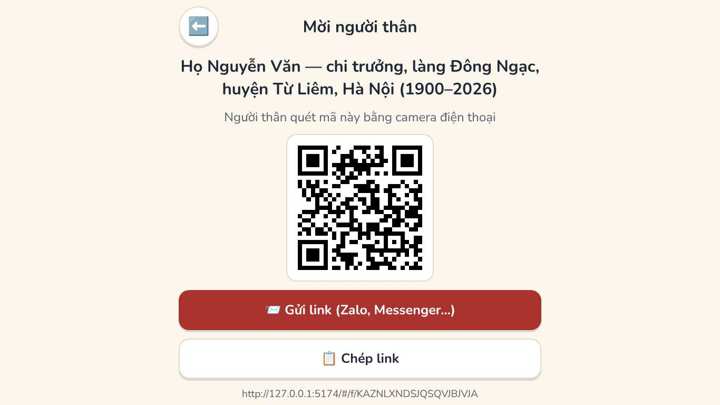 Mời người thân
Họ Nguyễn Văn — chi trưởng, làng Đông Ngạc,
huyện Từ Liêm, Hà Nội (1900–2026)
Người thân quét mã này bằng camera điện thoại
Gửi link (Zalo, Messenger...)
Chép link
http://127.0.0.1:5174/#/f/KAZNLXNDSJQSQVJBJVJA